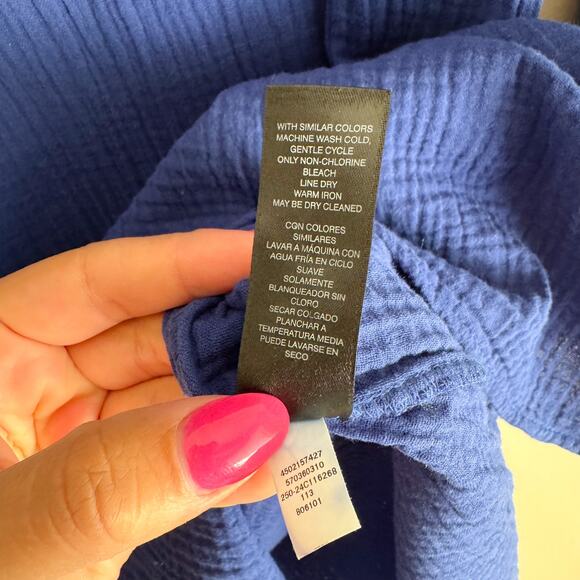 WITH SIMILAR COLORS
MACHINE WASH COLD,
GENTLE CYCLE
ONLY NON-CHLORINE
BLEACH
LINE DRY
WARM IRON
MAY BE DRY CLEANED
CGN COLORES
SIMILARES
LAVAR A MÁQUINA CON
AGUA FRÍA EN CICLO
SUAVE
SOLAMENTE
BLANQUEADOR SIN
CLORO
SECAR COLGADO
PLANCHAR A
TEMPERATURA MEDIA
PUEDE LAVARSE EN
SECO
4502157427
570360310
250-24C116268
113
806101